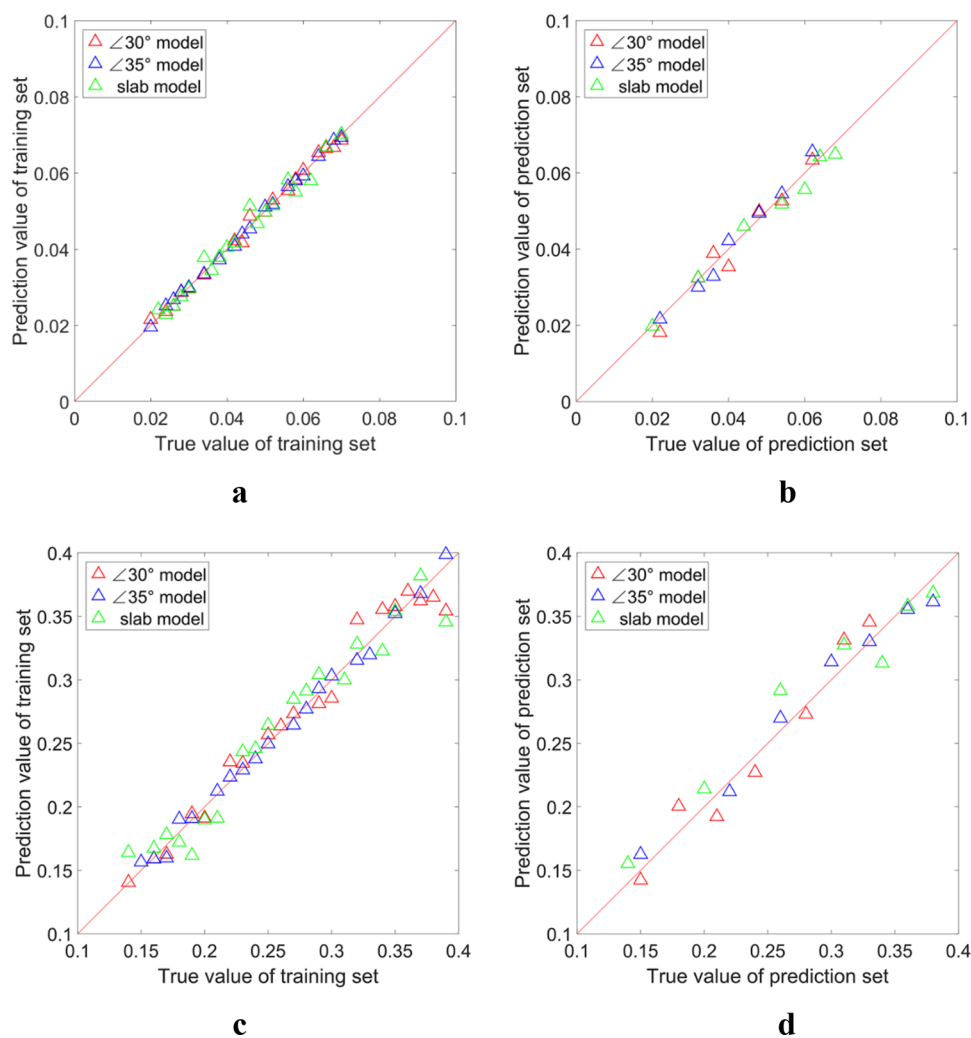 0.1
0.08
0.06
0.04
0.02
0
Prediction value of training set
∠30° model
∠35° model
slab model
0 0.02 0.04 0.06 0.08 0.1
True value of training set
a
0.1
0.08
0.06
0.04
0.02
0
Prediction value of prediction set
∠30° model
∠35° model
slab model
0 0.02 0.04 0.06 0.08 0.1
True value of prediction set
b
0.4
0.35
0.3
0.25
0.2
0.15
0.1
Prediction value of training set
∠30° model
∠35° model
slab model
0.1 0.15 0.2 0.25 0.3 0.35 0.4
True value of training set
c
0.4
0.35
0.3
0.25
0.2
0.15
0.1
Prediction value of prediction set
∠30° model
∠35° model
slab model
0.1 0.15 0.2 0.25 0.3 0.35 0.4
True value of prediction set
d